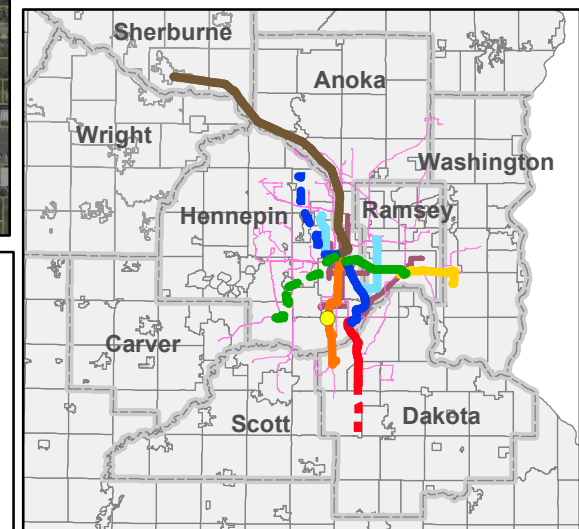 Sherburne
Anoka
Wright
Washington
Hennepin
Ramsey
Carver
Scott
Dakota